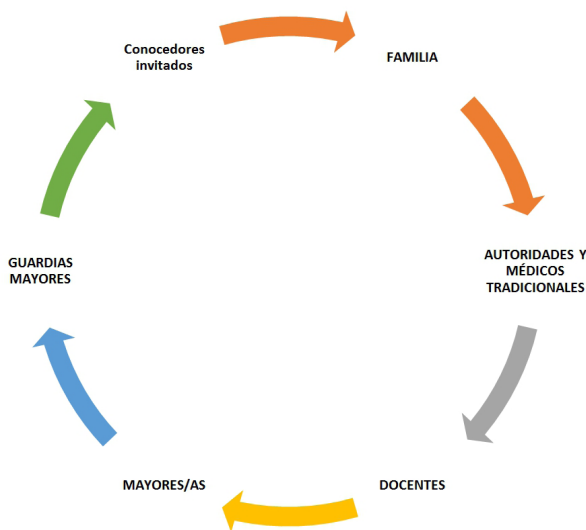 Conocedores
invitados
FAMILIA
AUTORIDADES Y
MÉDICOS
TRADICIONALES
DOCENTES
MAYORES/AS
GUARDIAS
MAYORES